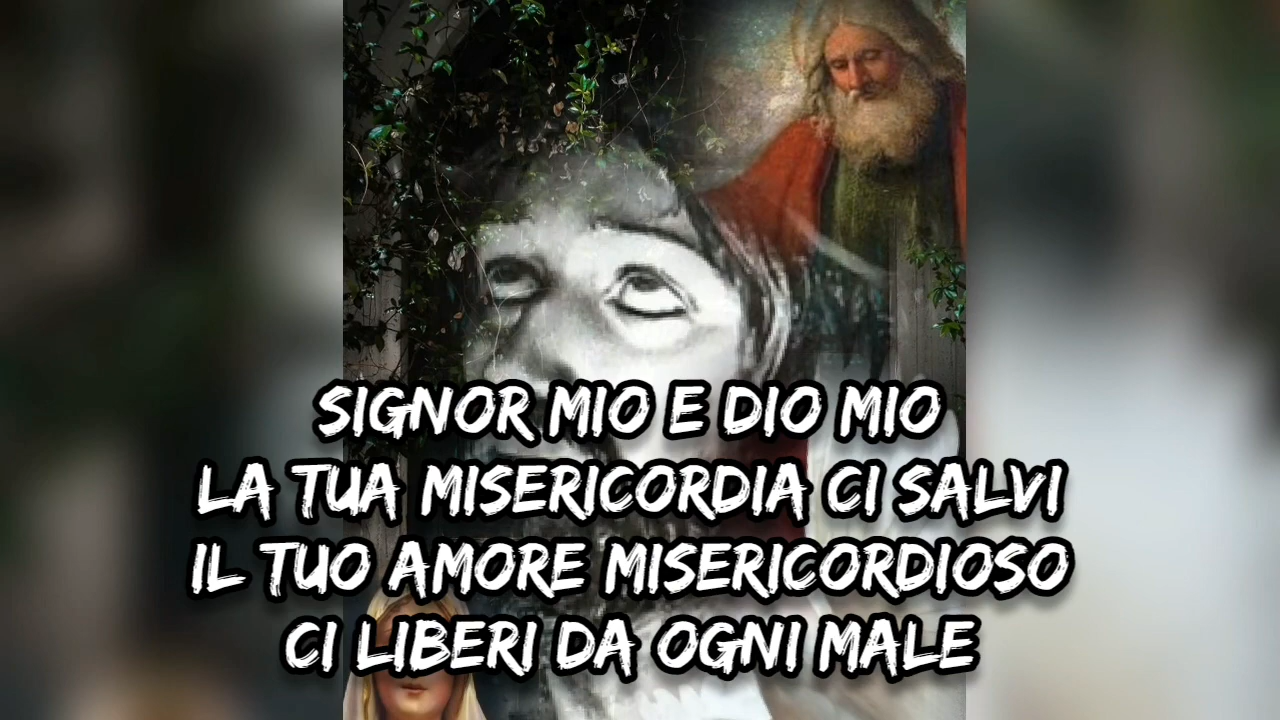 SIGNOR MIO E DIO MIO
LA TUA MISERICORDIA CI SALVI
IL TUO AMORE MISERICORDIOSO
CI LIBERI DA OGNI MALE